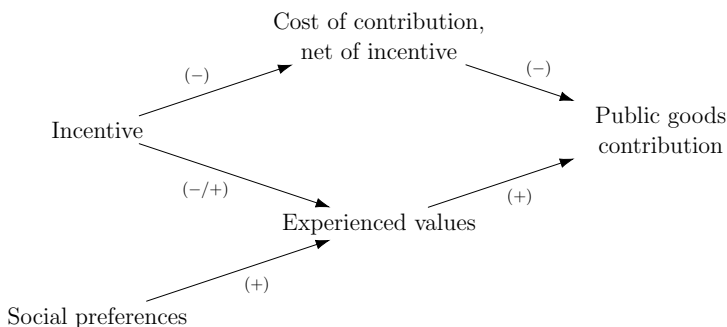 Cost of contribution,
net of incentive
(−)
(−)
Public goods
contribution
Incentive
(−/+)
(+)
Experienced values
(+)
Social preferences